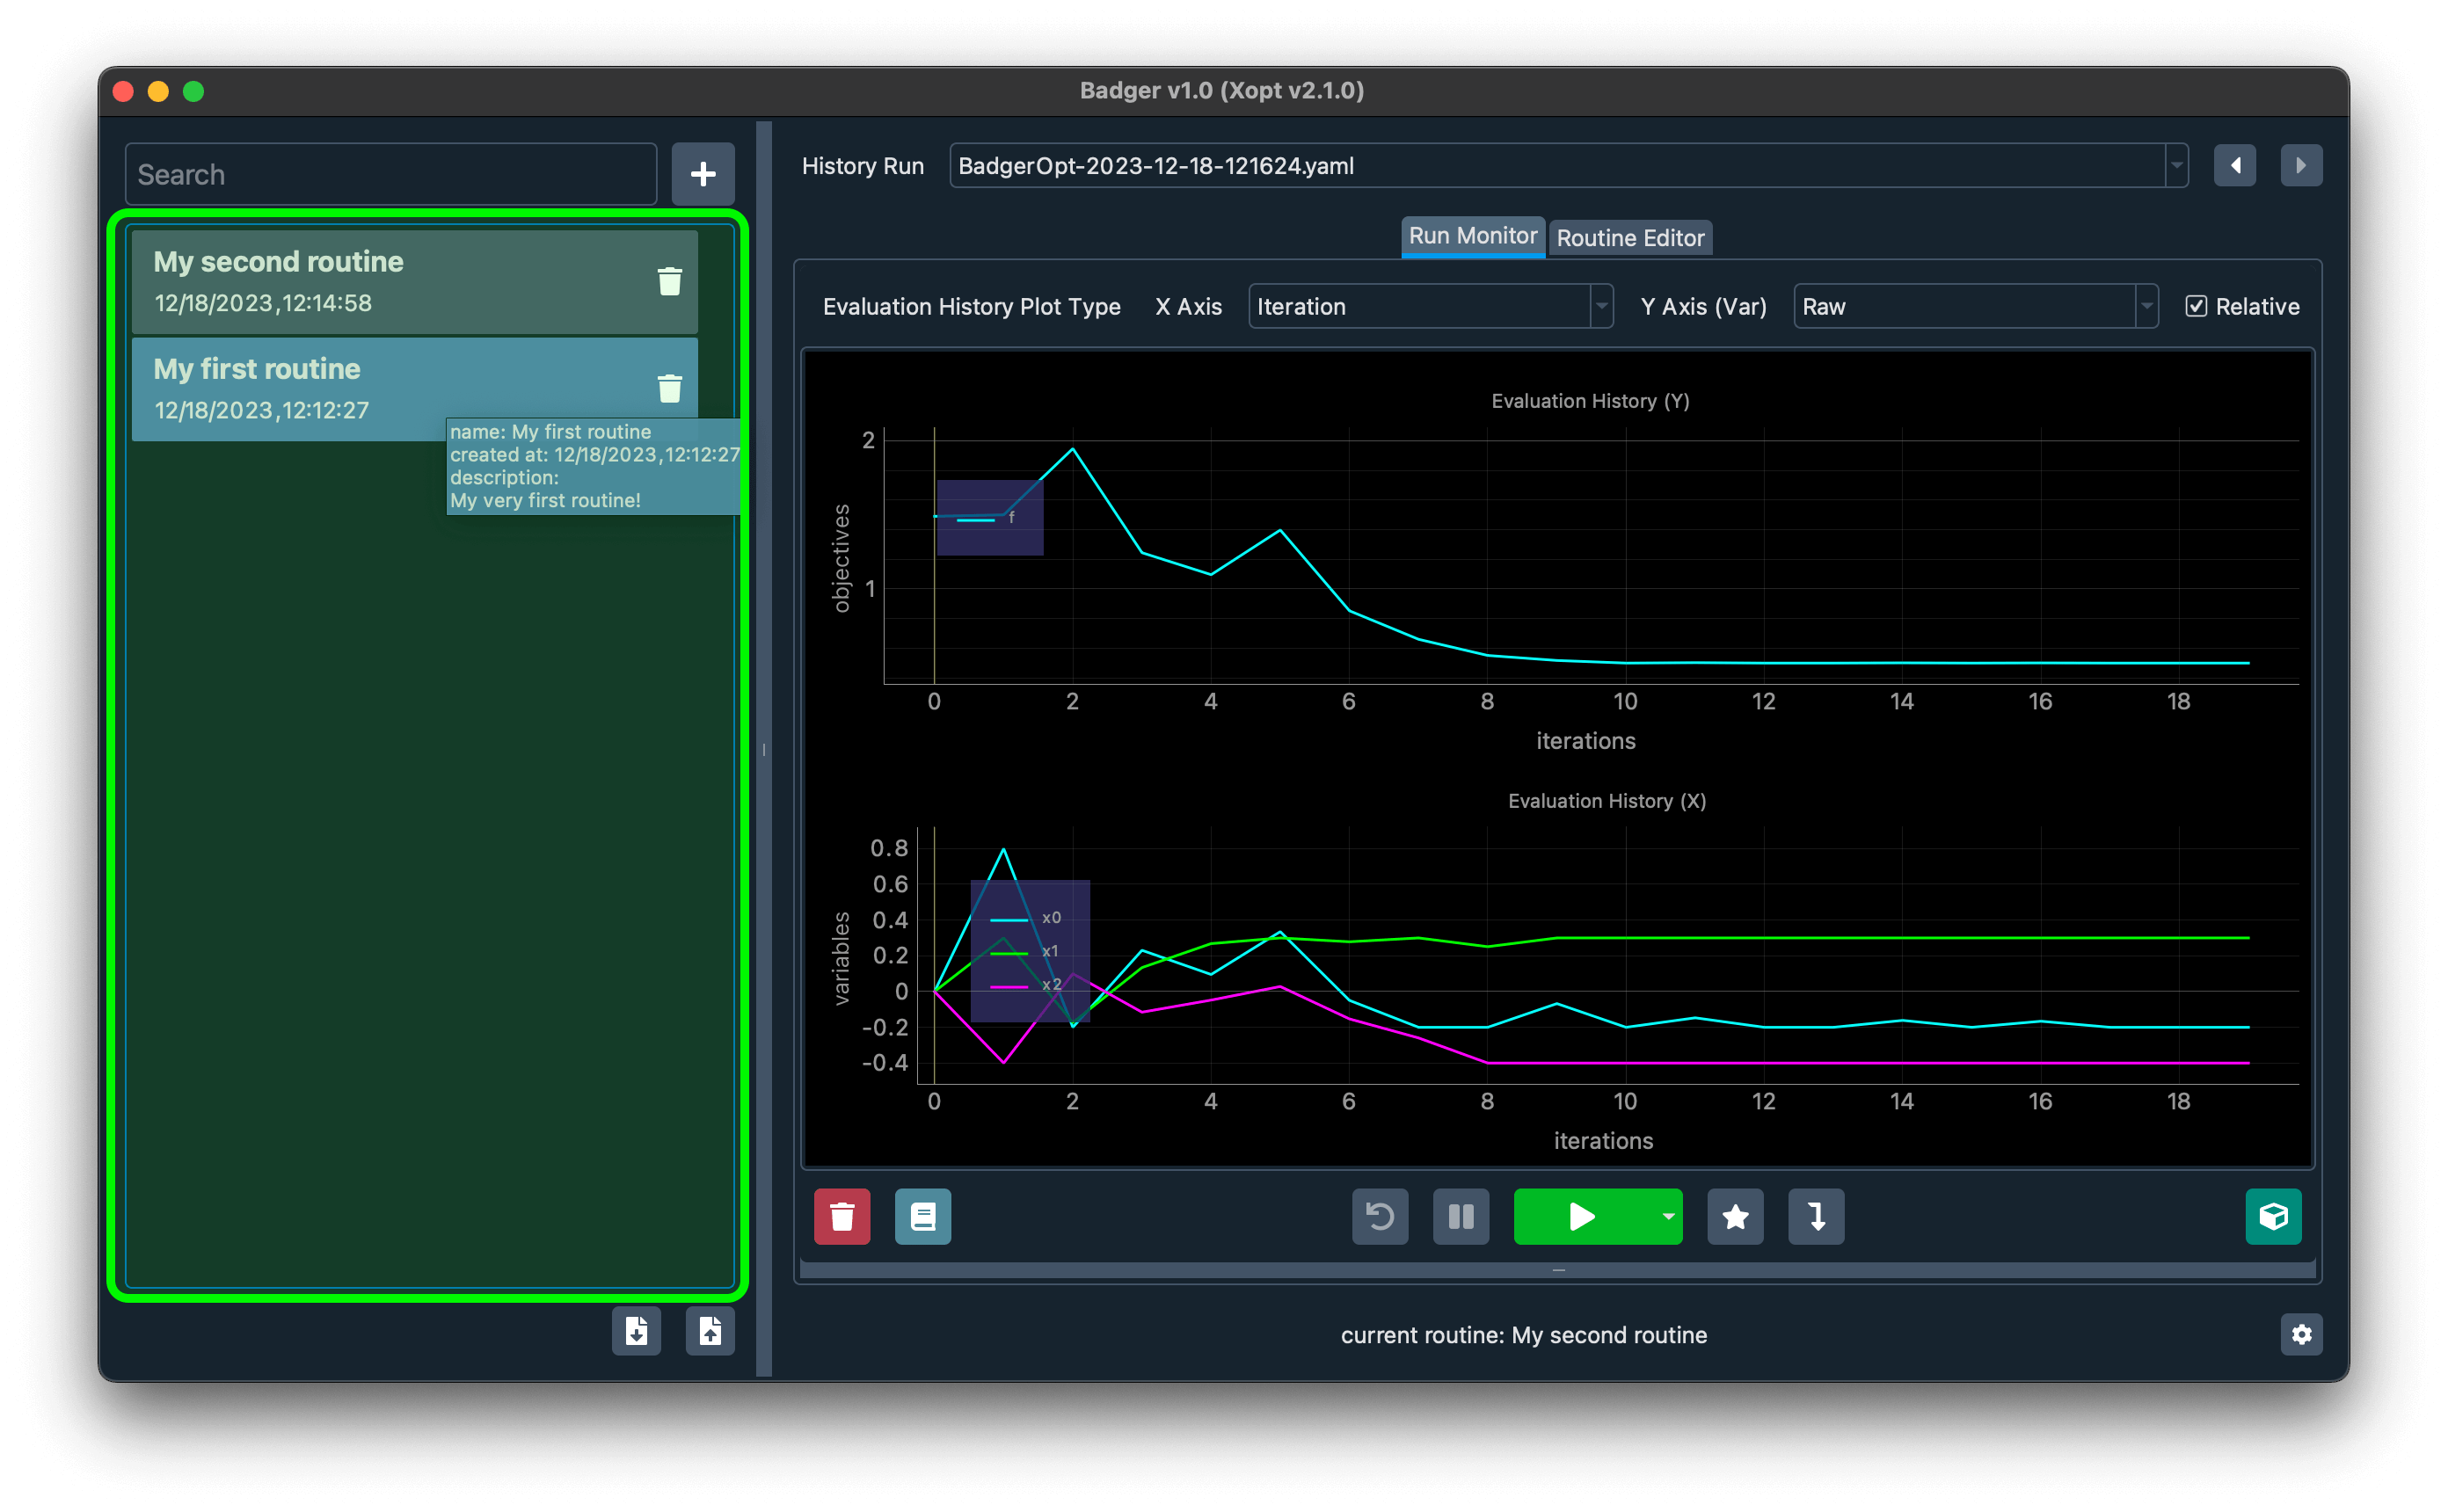 Badger v1.0 (Xopt v2.1.0)
Search
My second routine
12/18/2023,12:14:58
My first routine
12/18/2023,12:12:27
name: My first routine
created at: 12/18/2023,12:12:27
description:
My very first routine!
History Run BadgerOpt-2023-12-18-121624.yaml
Run Monitor Routine Editor
Evaluation History Plot Type X Axis Iteration Y Axis (Var) Raw Relative
Evaluation History (Y)
2
1
objectives
f
0 2 4 6 8 10 12 14 16 18
iterations
Evaluation History (X)
0.8
0.6
0.4
0.2
0
-0.2
-0.4
variables
x0
x1
x2
0 2 4 6 8 10 12 14 16 18
iterations
current routine: My second routine